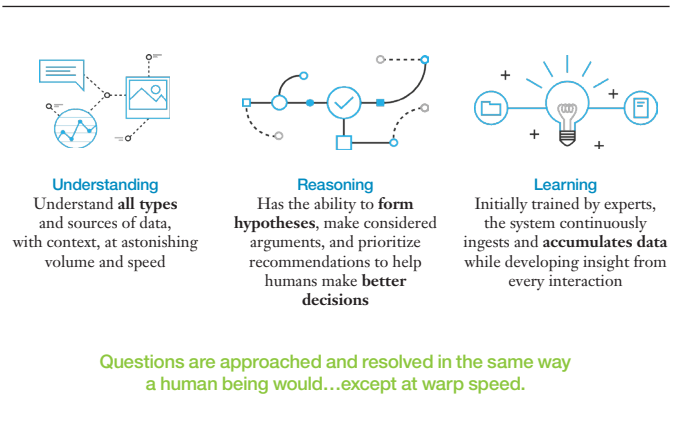 Understanding
Understand all types
and sources of data,
with context, at astonishing
volume and speed
Reasoning
Has the ability to form
hypotheses, make considered
arguments, and prioritize
recommendations to help
humans make better
decisions
Learning
Initially trained by experts,
the system continuously
ingests and accumulates data
while developing insight from
every interaction
Questions are approached and resolved in the same way
a human being would…except at warp speed.